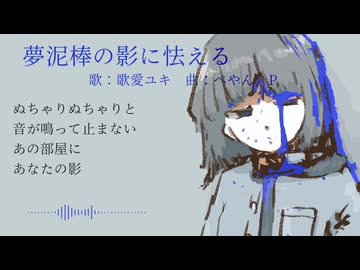 夢泥棒の影に怯える
歌：歌愛ユキ　曲：ぺやん　P
ぬちゃりぬちゃりと
音が鳴って止まない
あの部屋に
あなたの影